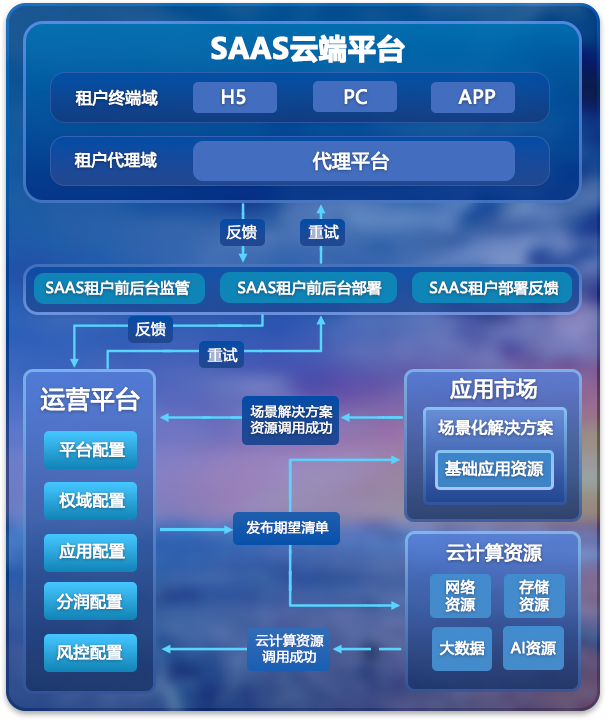 SAAS云端平台
租户终端域
H5
PC
APP
租户代理域
代理平台
反馈
重试
SAAS租户前后台监管
SAAS租户前后台部署
SAAS租户部署反馈
反馈
重试
运营平台
平台配置
权域配置
应用配置
分润配置
风控配置
场景解决方案
资源调用成功
应用市场
场景化解决方案
基础应用资源
发布期望清单
云计算资源
网络
资源
存储
资源
大数据
AI资源
云计算资源
调用成功